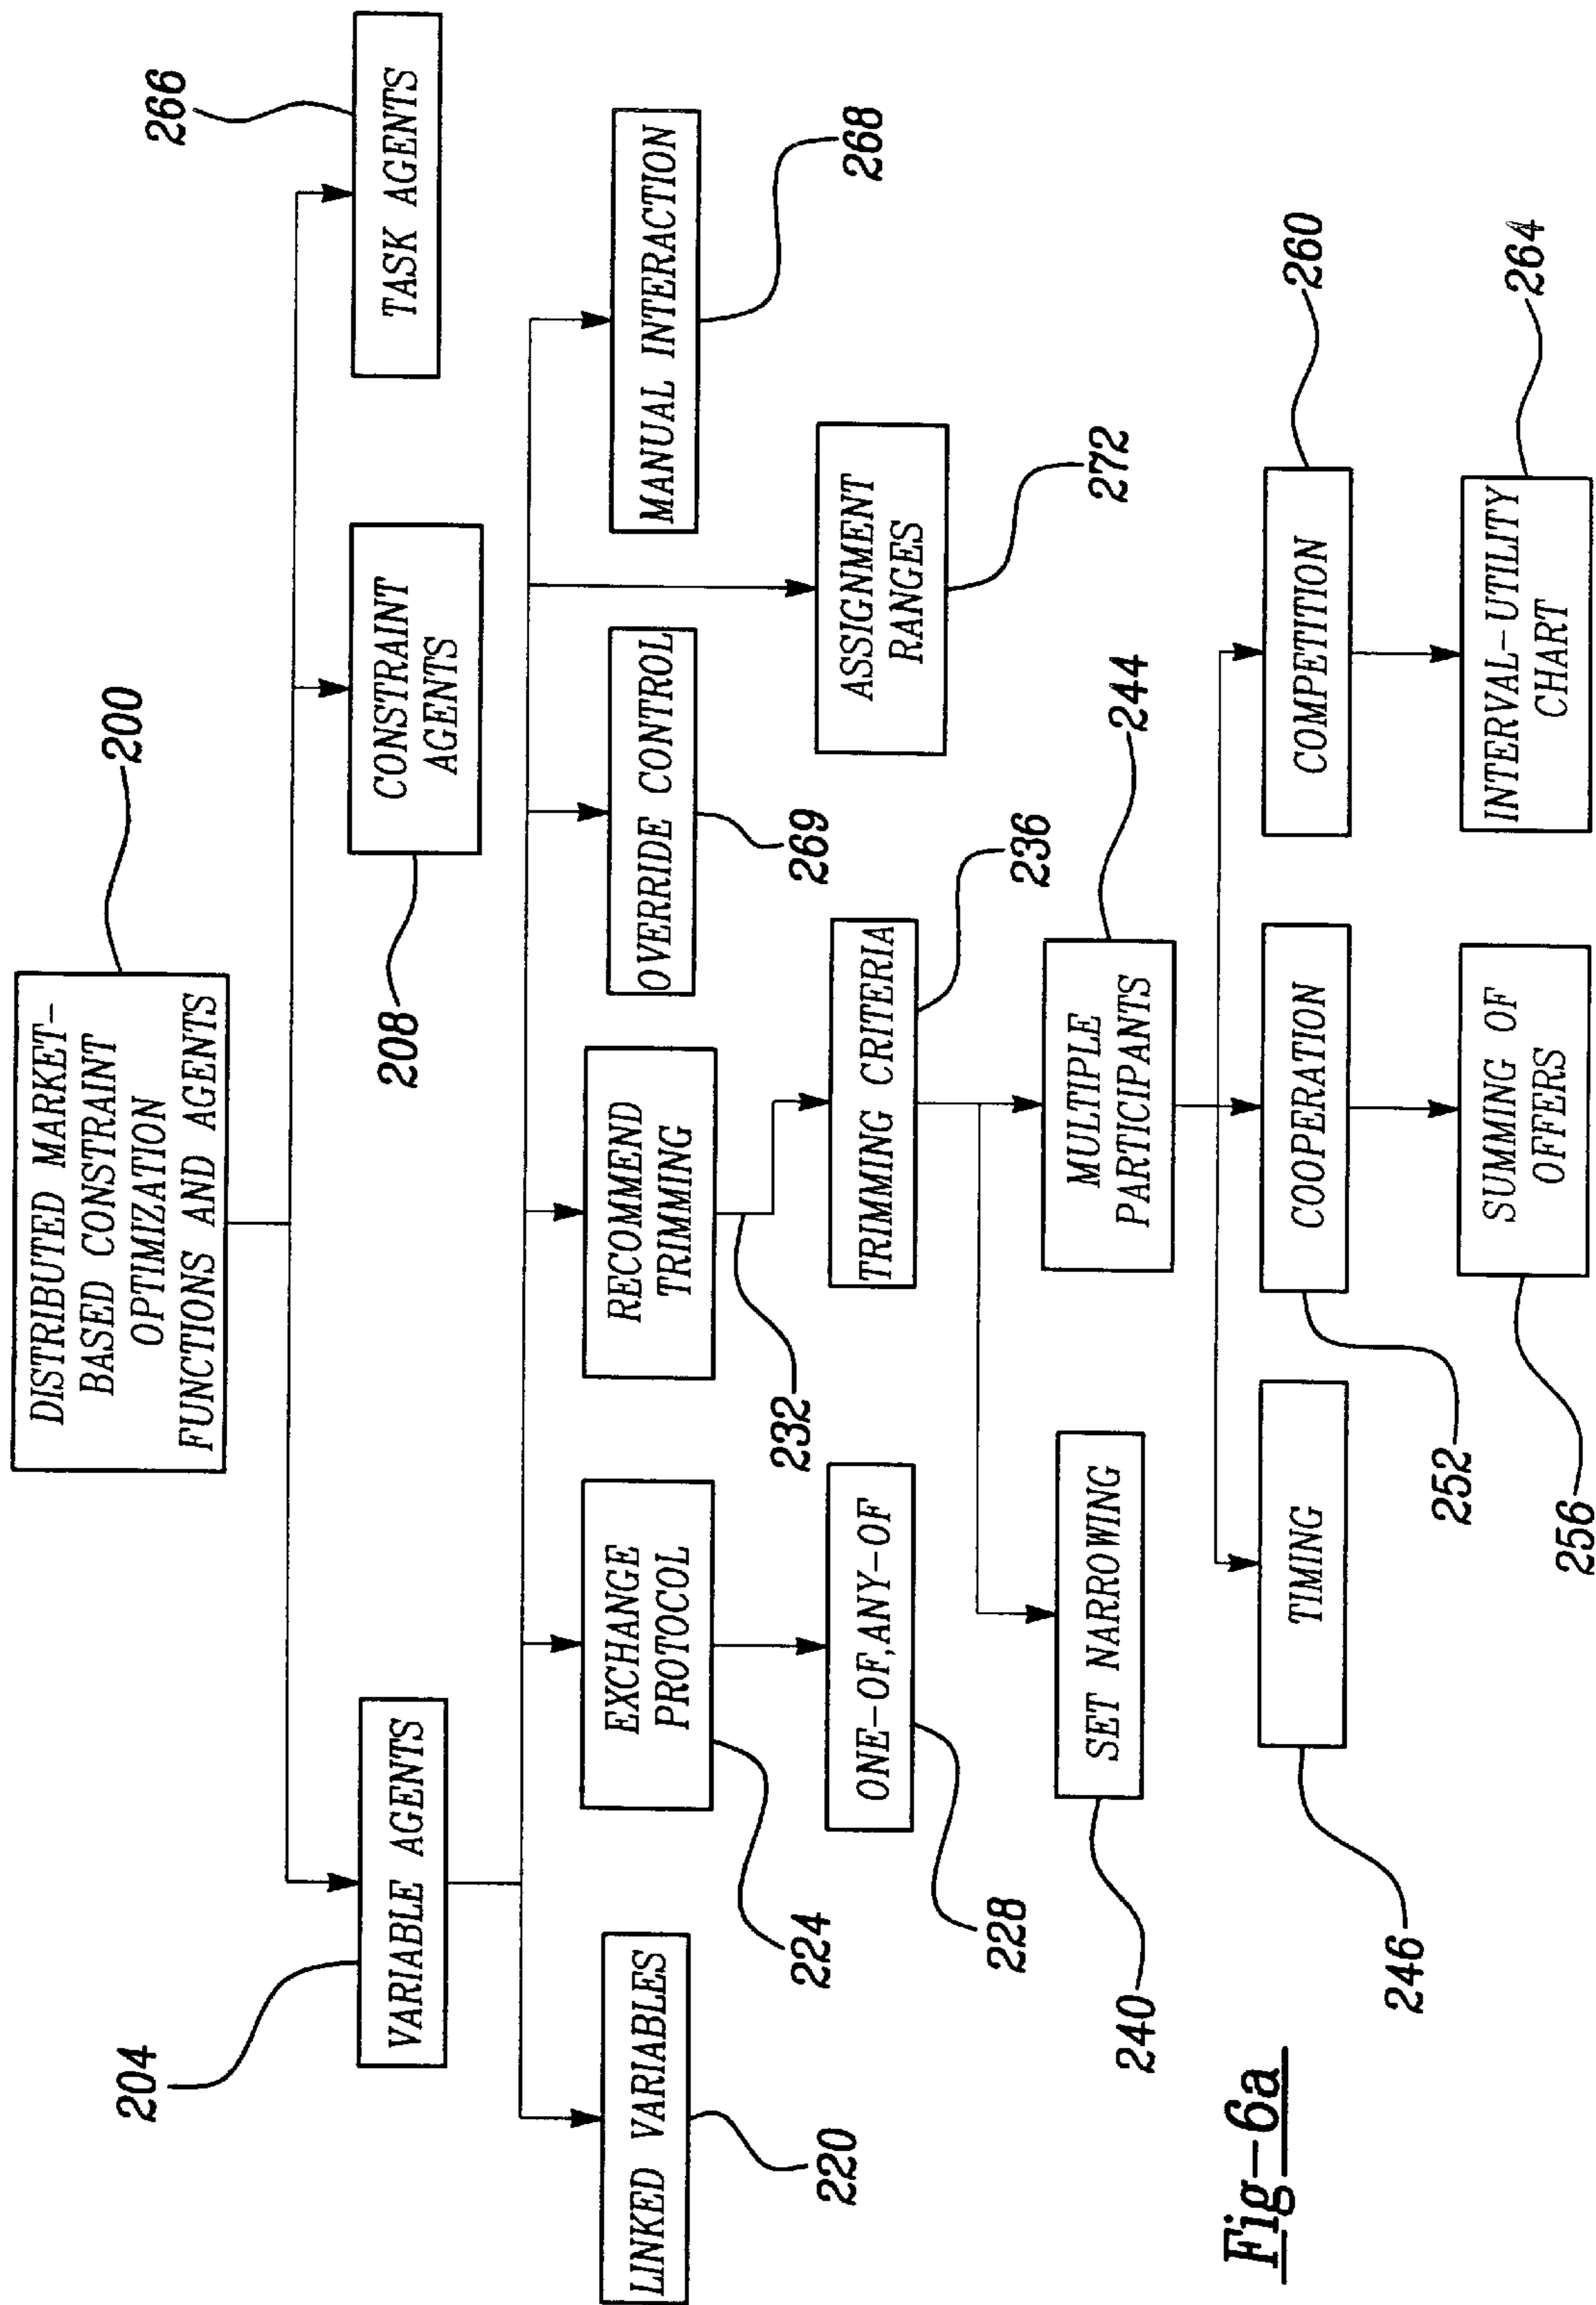 200
DISTRIBUTED MARKET-
BASED CONSTRAINT
OPTIMIZATION
FUNCTIONS AND AGENTS
204
VARIABLE AGENTS
208
CONSTRAINT
AGENTS
266
TASK AGENTS
LINKED VARIABLES
220
EXCHANGE
PROTOCOL
224
RECOMMEND
TRIMMING
232
OVERRIDE CONTROL
269
MANUAL INTERACTION
268
ONE-OF,ANY-OF
228
TRIMMING CRITERIA
236
ASSIGNMENT
RANGES
272
SET NARROWING
240
MULTIPLE
PARTICIPANTS
244
TIMING
246
COOPERATION
252
COMPETITION
260
SUMMING OF
OFFERS
256
INTERVAL-UTILITY
CHART
264
Fig-6a